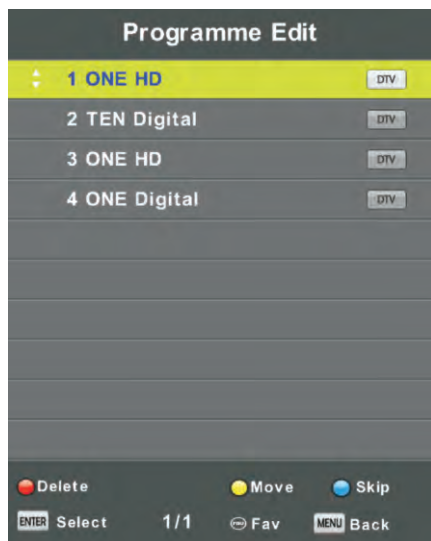 Programme Edit
1 ONE HD DTV
2 TEN Digital DTV
3 ONE HD DTV
4 ONE Digital DTV
Delete Move Skip
ENTER Select 1/1 Fav MENU Back